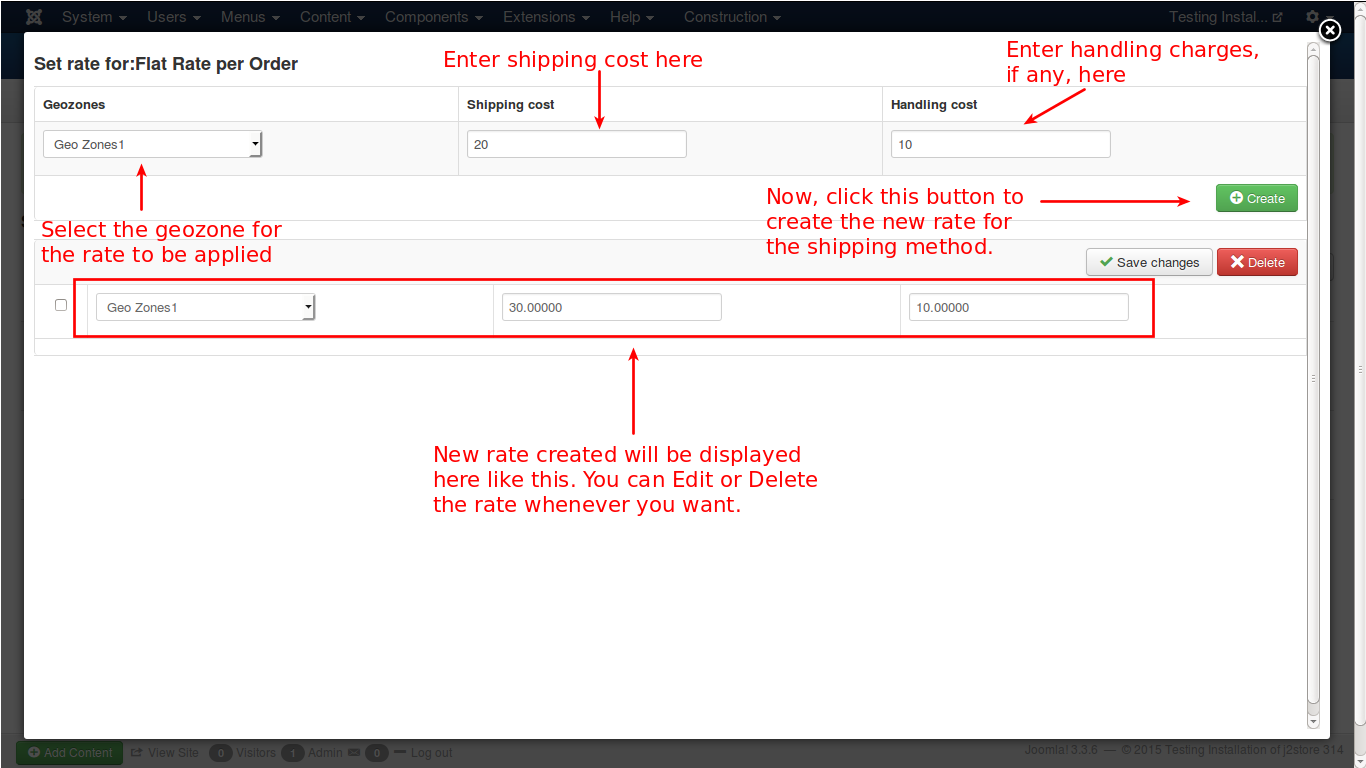 System Users Menus Content Components Extensions Help Construction Testing Instal...
Enter shipping cost here
Enter handling charges,
if any, here
Set rate for:Flat Rate per Order
Geozones Shipping cost Handling cost
Geo Zones1 20 10
Now, click this button to
create the new rate for
the shipping method.
Create
Select the geozone for
the rate to be applied
Save changes Delete
Geo Zones1 30.00000 10.00000
New rate created will be displayed
here like this. You can Edit or Delete
the rate whenever you want.
Add Content View Site 0 Visitors 1 Admin 0 Log out Joomla! 3.3.6 — © 2015 Testing Installation of j2store 314